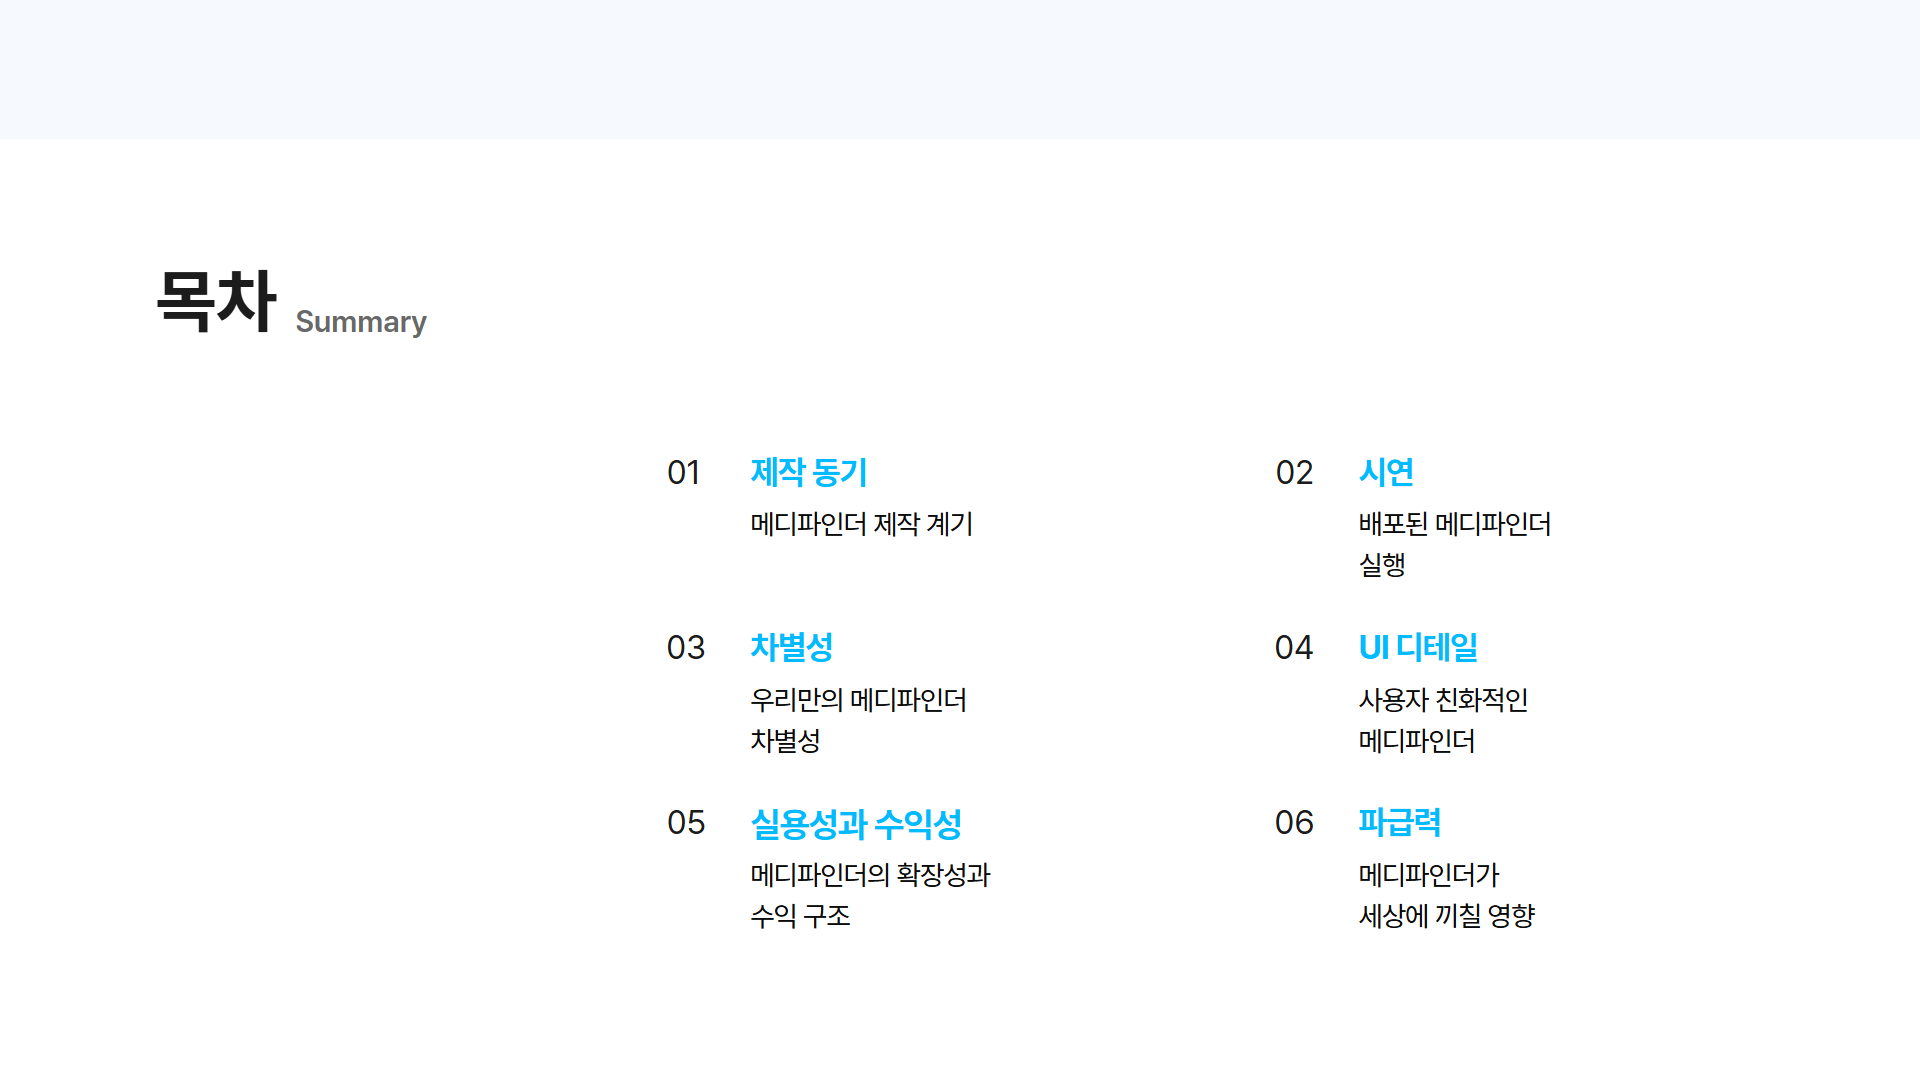 목차 Summary
01 제작 동기
메디파인더 제작 계기
02 시연
배포된 메디파인더
실행
03 차별성
우리만의 메디파인더
차별성
04 UI 디테일
사용자 친화적인
메디파인더
05 실용성과 수익성
메디파인더의 확장성과
수익 구조
06 파급력
메디파인더가
세상에 끼칠 영향